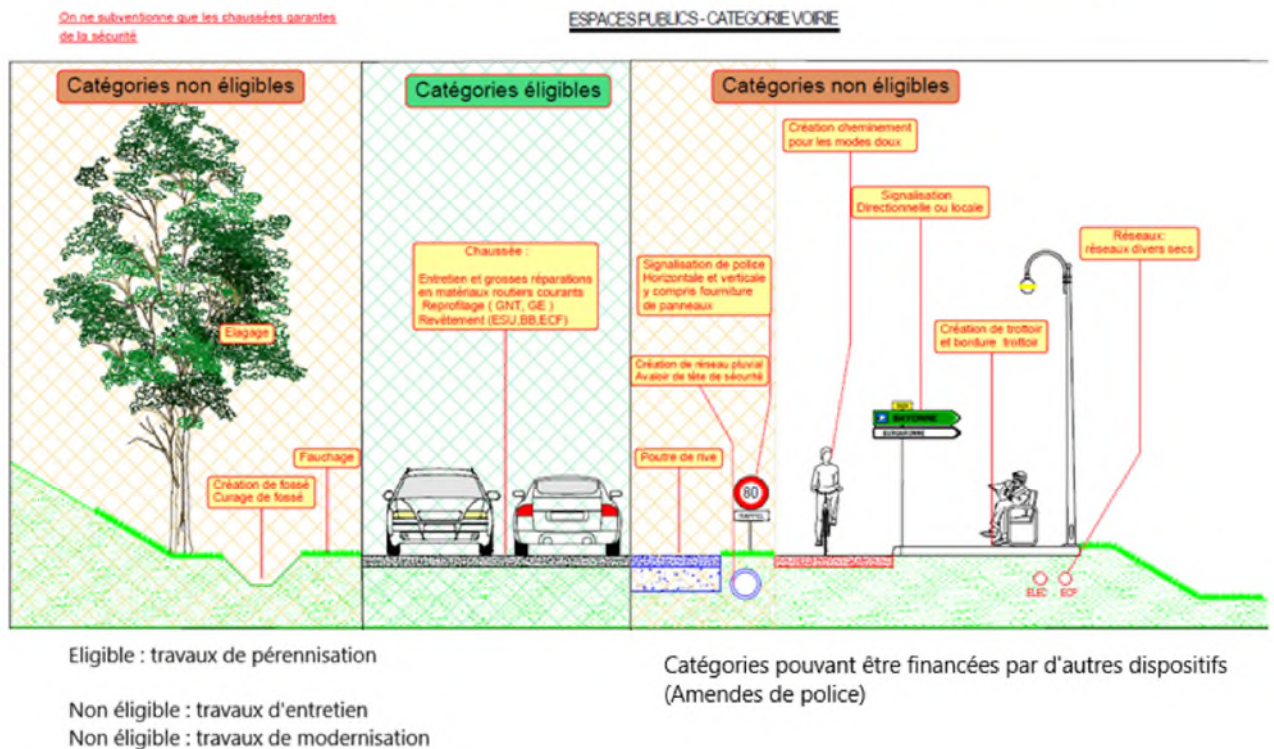 On ne subventionne que les chaussées garantes
de la sécurité
ESPACES PUBLICS - CATEGORIE VOIRIE
Catégories non éligibles
Catégories éligibles
Catégories non éligibles
Création cheminement
pour les modes doux
Signalisation
Directionnelle ou locale
Réseaux:
réseaux divers secs
Chaussée :
Entretien et grosses réparations
en matériaux routiers courants
Reprofilage ( GNT, GE )
Revêtement (ESU,BB,ECF)
Signalisation de police
Horizontale et verticale
y compris fourniture
de panneaux
Elagage
Création de trottoir
et bordure trottoir
Création de réseau pluvial
Avaloir de tête de sécurité
BAYONNE
Fauchage
Poutre de rive
Création de fossé
Curage de fossé
80
RAPPEL
ELEC
ECP
Eligible : travaux de pérennisation
Non éligible : travaux d'entretien
Non éligible : travaux de modernisation
Catégories pouvant être financées par d'autres dispositifs
(Amendes de police)